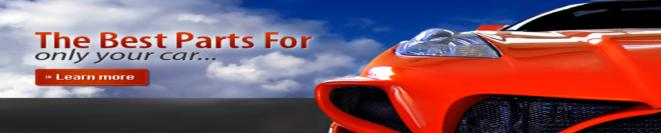 The Best Parts For
only your car...
» Learn more